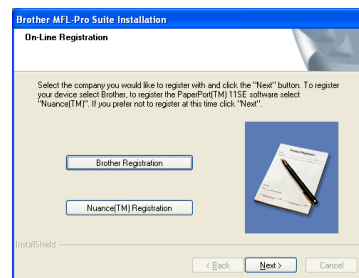 Brother MFL-Pro Suite Installation
On-Line Registration
Select the company you would like to register with and click the "Next" button. To register
your device select Brother, to register the PaperPort(TM) 11SE software select
"Nuance(TM)". If you prefer not to register at this time click "Next".
Brother Registration
Nuance(TM) Registration
InstallShield
< Back
Next >
Cancel